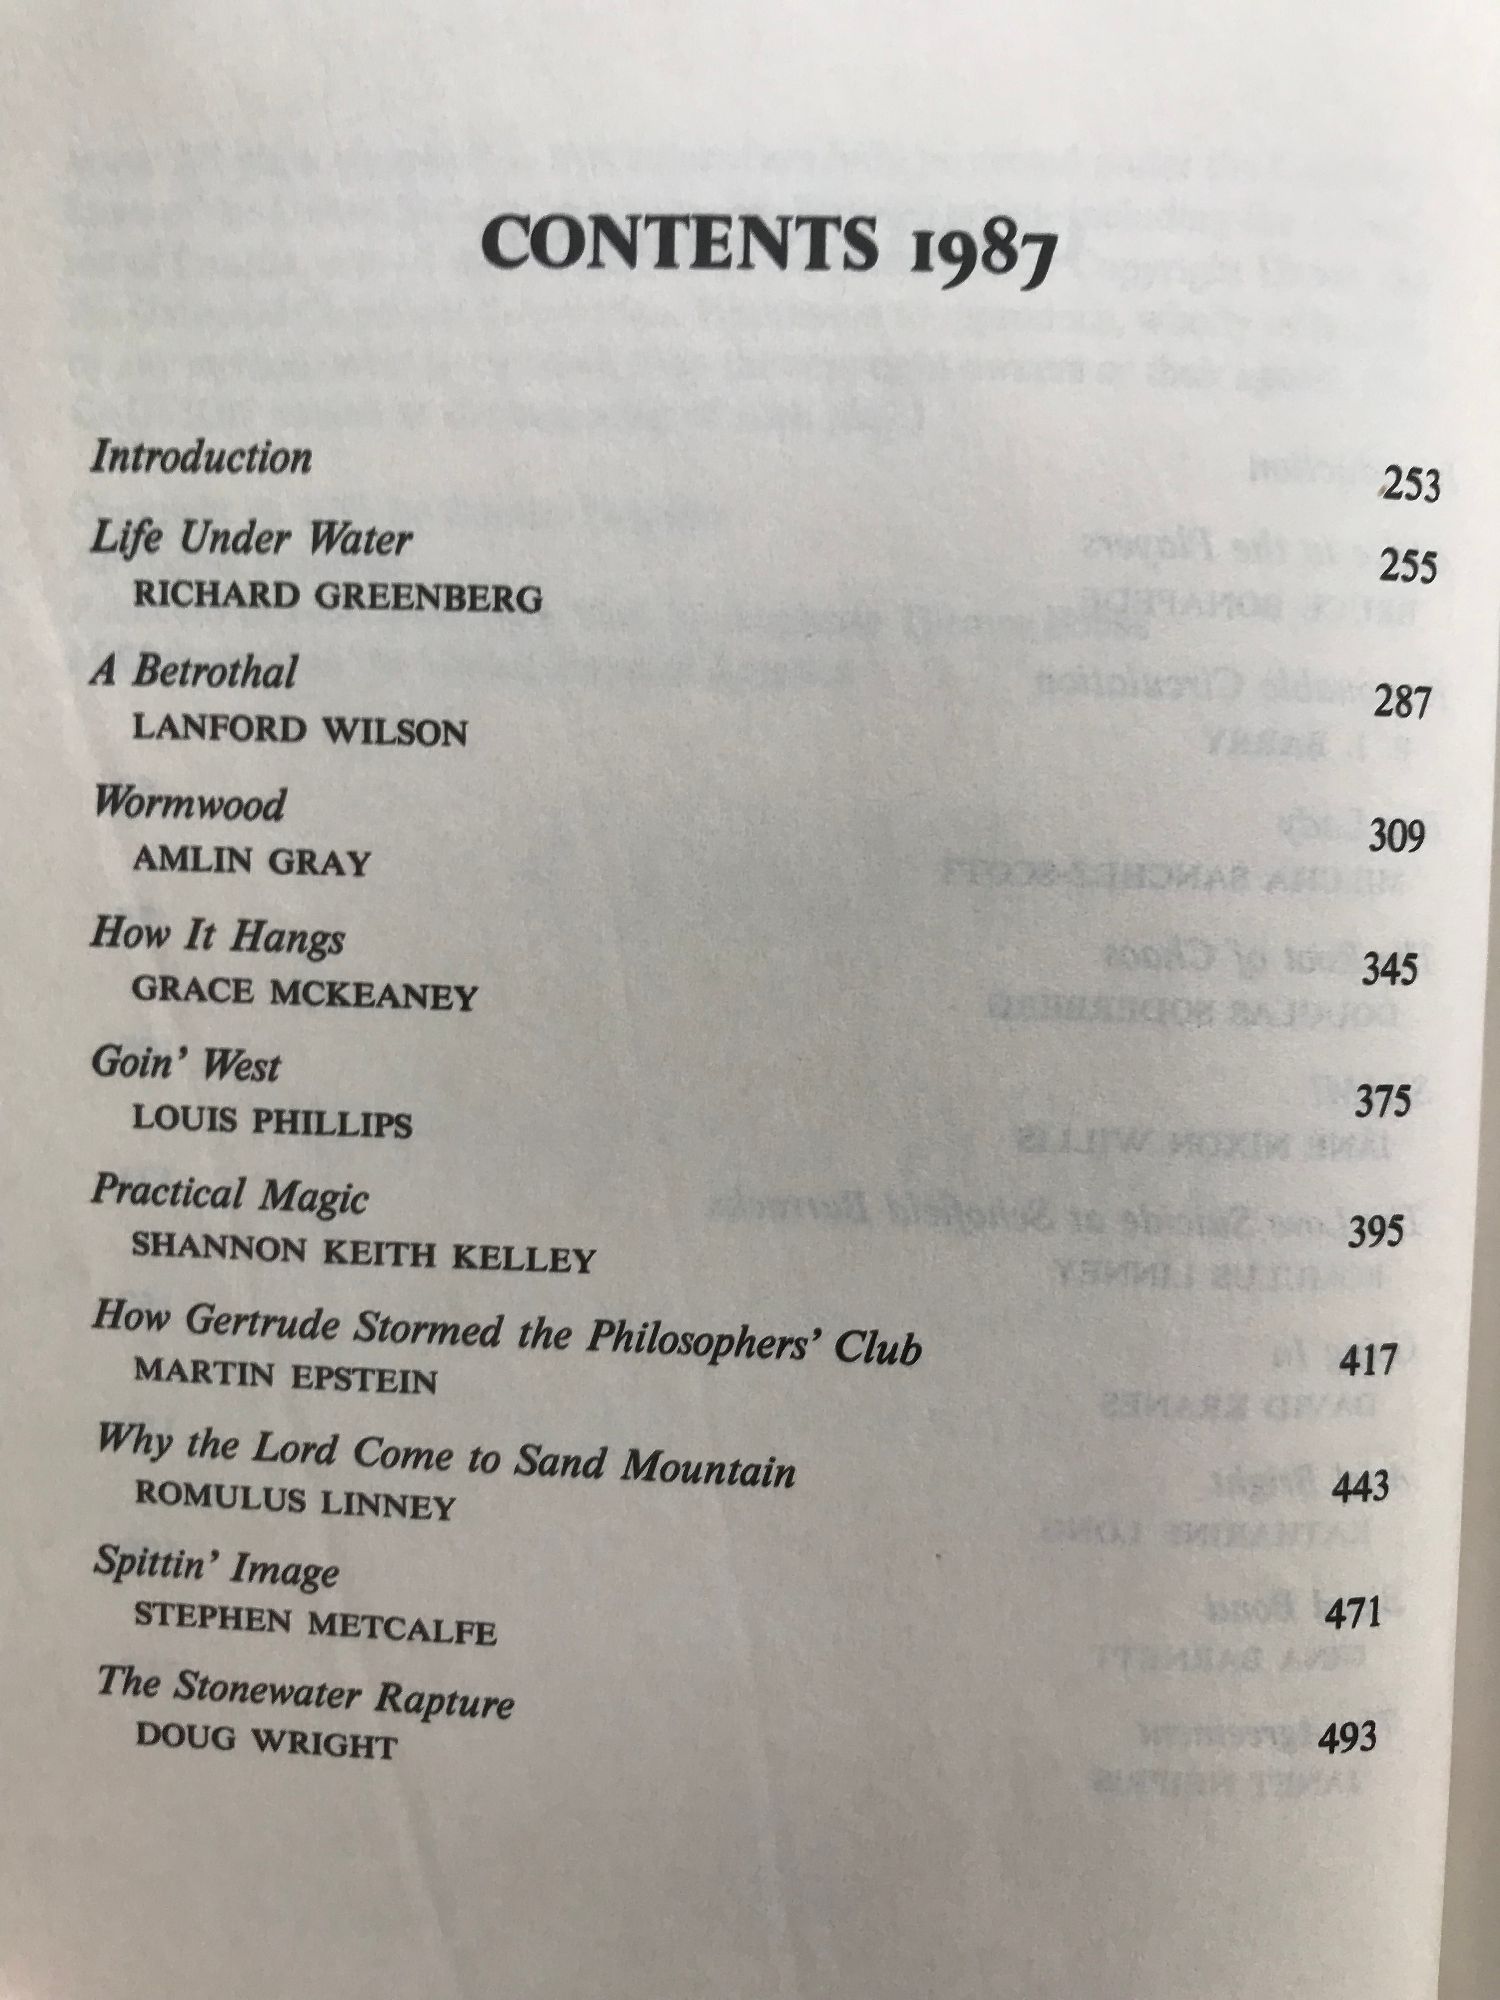 CONTENTS 1987
Introduction 253
Life Under Water 255
RICHARD GREENBERG
A Betrothal 287
LANFORD WILSON
Wormwood 309
AMLIN GRAY
How It Hangs 345
GRACE MCKEANEY
Goin' West 375
LOUIS PHILLIPS
Practical Magic 395
SHANNON KEITH KELLEY
How Gertrude Stormed the Philosophers' Club 417
MARTIN EPSTEIN
Why the Lord Come to Sand Mountain 443
ROMULUS LINNEY
Spittin' Image 471
STEPHEN METCALFE
The Stonewater Rapture 493
DOUG WRIGHT